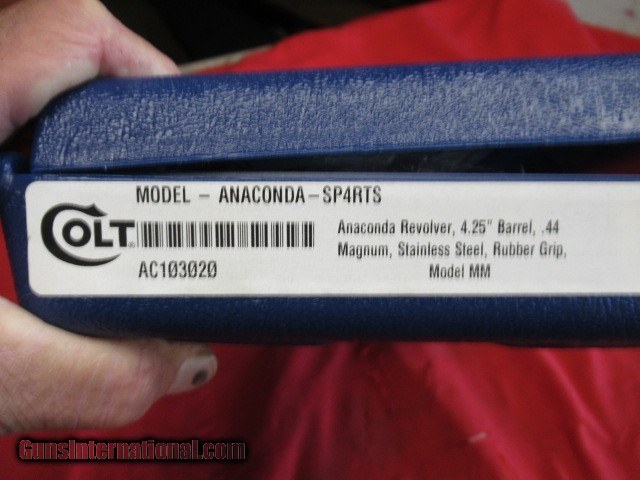 MODEL - ANACONDA-SP4RTS
COLT
AC103020
Anaconda Revolver, 4.25" Barrel, .44
Magnum, Stainless Steel, Rubber Grip,
Model MM
GunsInternational.com